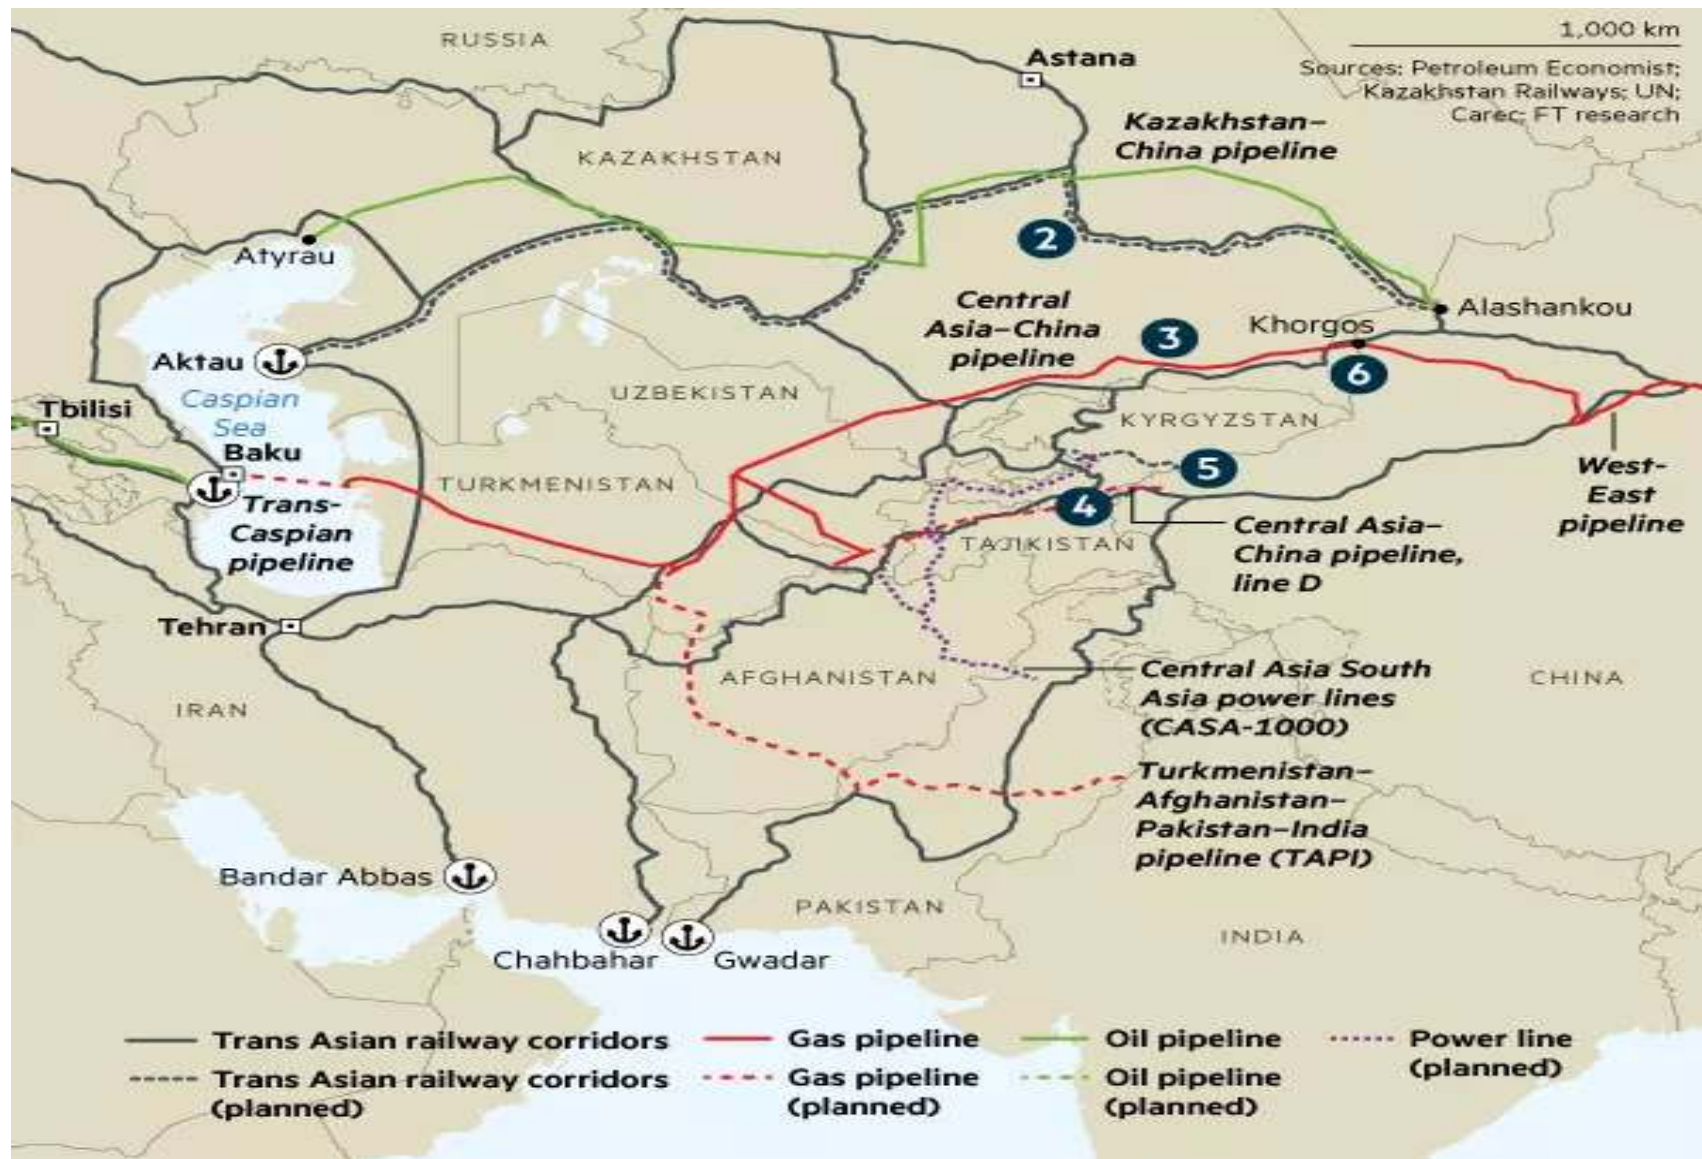 RUSSIA
1,000 km
Astana
Sources: Petroleum Economist;
Kazakhstan Railways; UN;
Carec; FT research
Kazakhstan–
China pipeline
KAZAKHSTAN
2
Atyrau
Central
Asia–China
pipeline
3
Khorgos
Alashankou
Aktau
6
Caspian
Sea
UZBEKISTAN
Tbilisi
KYRGYZSTAN
Baku
TURKMENISTAN
5
West-
East
pipeline
Trans-
Caspian
pipeline
4
Central Asia–
China pipeline,
line D
TAJIKISTAN
Tehran
AFGHANISTAN
Central Asia South
Asia power lines
(CASA-1000)
CHINA
IRAN
Turkmenistan–
Afghanistan–
Pakistan–India
pipeline (TAPI)
Bandar Abbas
PAKISTAN
INDIA
Chahbahar
Gwadar
Trans Asian railway corridors
Trans Asian railway corridors
(planned)
Gas pipeline
Gas pipeline
(planned)
Oil pipeline
Oil pipeline
(planned)
Power line
(planned)